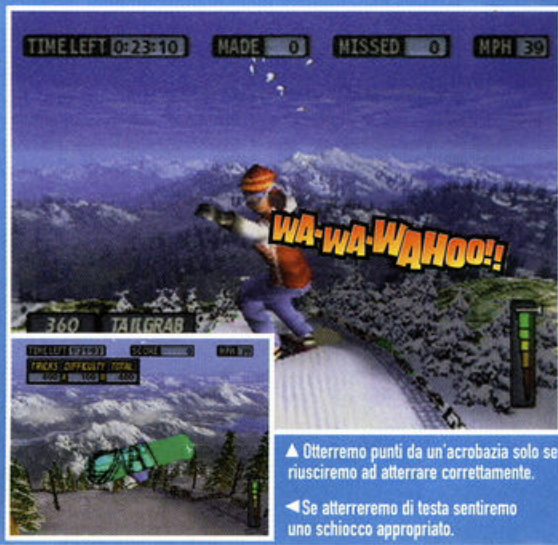 TIME LEFT 0:23:10 MADE 0 MISSED 0 MPH 39
WA-WA-WAHOO!!
360 TAILGRAB
TIME LEFT SCORE 0 MPH 39
TRICKS DIFFICULTY TOTAL
▲ Otterremo punti da un'acrobazia solo se
riusciremo ad atterrare correttamente.
◄ Se atterreremo di testa sentiremo
uno schiocco appropriato.